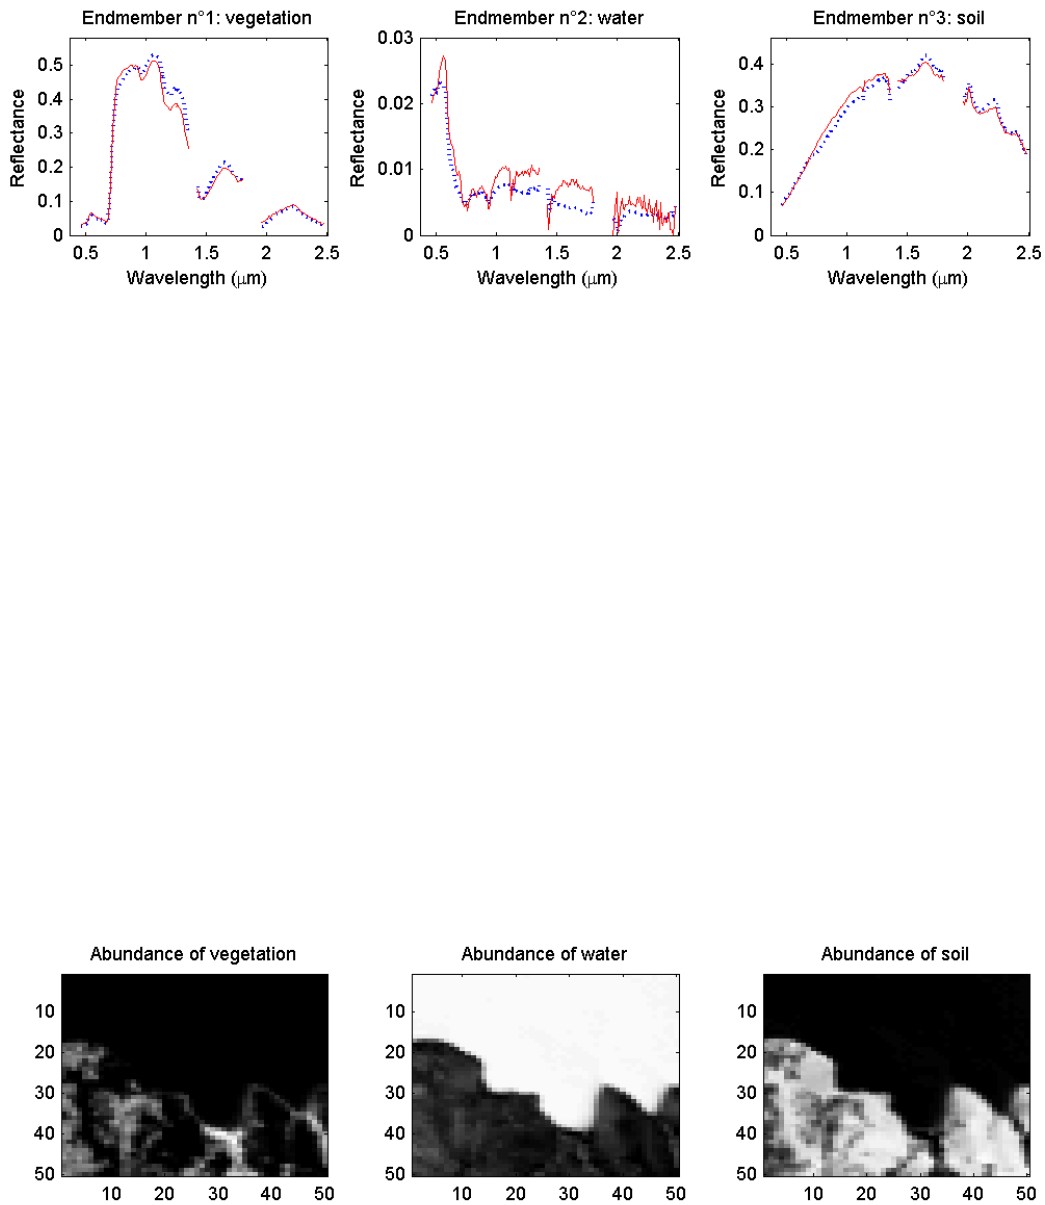 Endmember n°1: vegetation
0.5
0.4
0.3
0.2
0.1
0
Reflectance
0.5 1 1.5 2 2.5
Wavelength (μm)
Endmember n°2: water
0.03
0.02
0.01
0
Reflectance
0.5 1 1.5 2 2.5
Wavelength (μm)
Endmember n°3: soil
0.4
0.3
0.2
0.1
0
Reflectance
0.5 1 1.5 2 2.5
Wavelength (μm)
Abundance of vegetation
10
20
30
40
50
10 20 30 40 50
Abundance of water
10
20
30
40
50
10 20 30 40 50
Abundance of soil
10
20
30
40
50
10 20 30 40 50